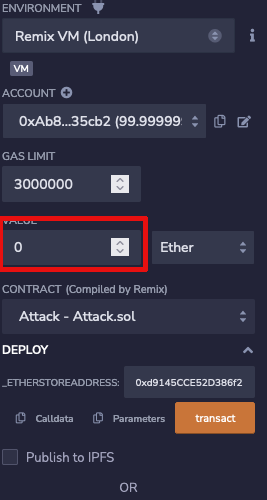 ENVIRONMENT
Remix VM (London)
VM
ACCOUNT
0xAb8...35cb2 (99.99999
GAS LIMIT
3000000
VALUE
0
Ether
CONTRACT (Compiled by Remix)
Attack - Attack.sol
DEPLOY
_ETHERSTOREADDRESS: 0xd9145CCE52D386f2
Calldata Parameters transact
Publish to IPFS
OR